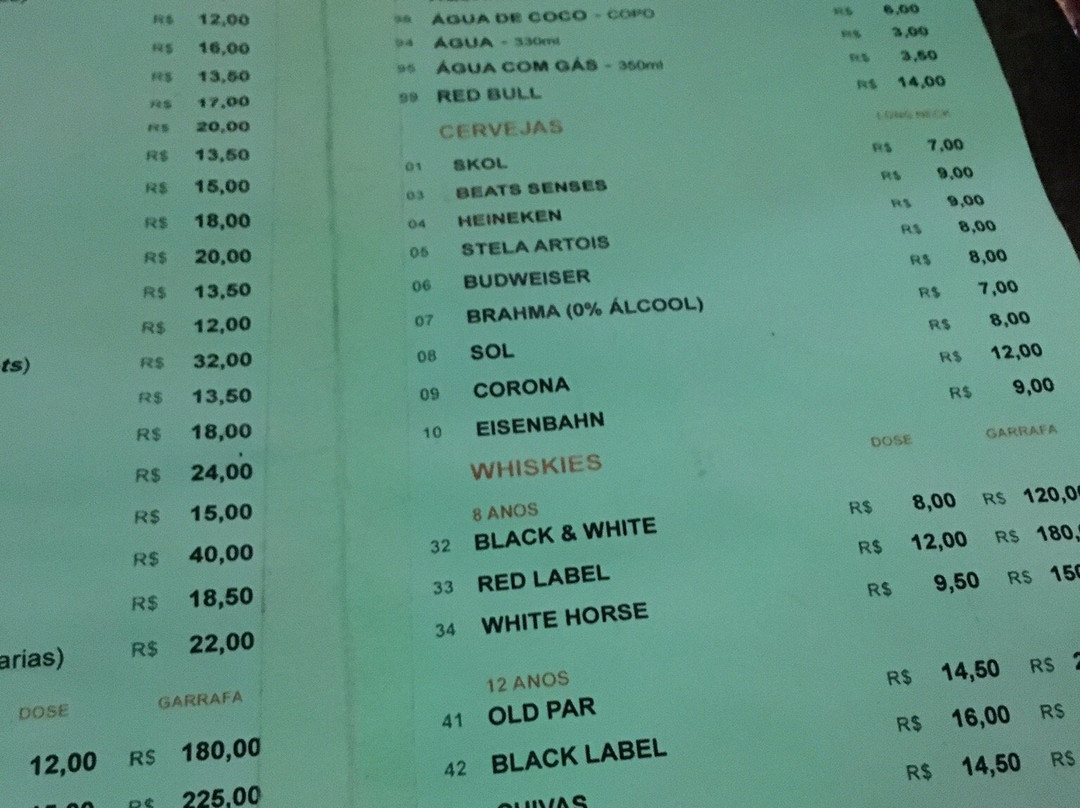 R$ 12,00
R$ 16,00
R$ 13,50
R$ 17,00
R$ 20,00
R$ 13,50
R$ 15,00
R$ 18,00
R$ 20,00
R$ 13,50
R$ 12,00
ts) R$ 32,00
R$ 13,50
R$ 18,00
R$ 24,00
R$ 15,00
R$ 40,00
R$ 18,50
arias) R$ 22,00
DOSE GARRAFA
12,00 R$ 180,00
R$ 225,00
98 ÁGUA DE COCO - COPO R$ 6,00
94 ÁGUA - 330ml R$ 3,00
95 ÁGUA COM GÁS - 350ml R$ 3,50
99 RED BULL R$ 14,00
CERVEJAS LONG NECK
01 SKOL R$ 7,00
03 BEATS SENSES R$ 9,00
04 HEINEKEN R$ 9,00
05 STELA ARTOIS R$ 8,00
06 BUDWEISER R$ 8,00
07 BRAHMA (0% ÁLCOOL) R$ 7,00
08 SOL R$ 8,00
09 CORONA R$ 12,00
10 EISENBAHN R$ 9,00
WHISKIES DOSE GARRAFA
8 ANOS
32 BLACK & WHITE R$ 8,00 R$ 120,00
33 RED LABEL R$ 12,00 R$ 180,
34 WHITE HORSE R$ 9,50 R$ 150
12 ANOS
41 OLD PAR R$ 14,50 R$ 2
42 BLACK LABEL R$ 16,00 R$
CHIVAS R$ 14,50 R$